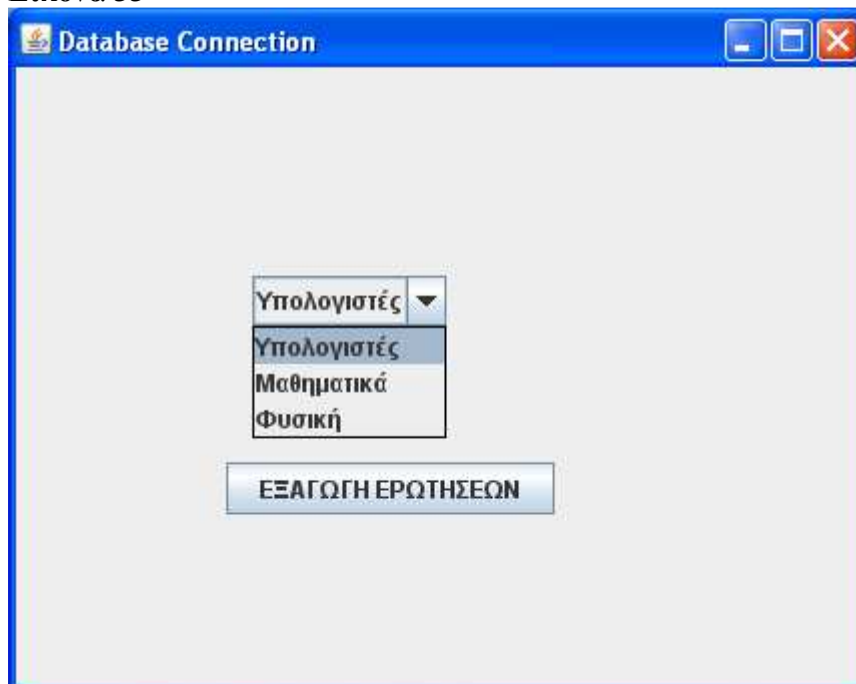 Database Connection
Υπολογιστές
Υπολογιστές
Μαθηματικά
Φυσική
ΕΞΑΓΩΓΗ ΕΡΩΤΗΣΕΩΝ